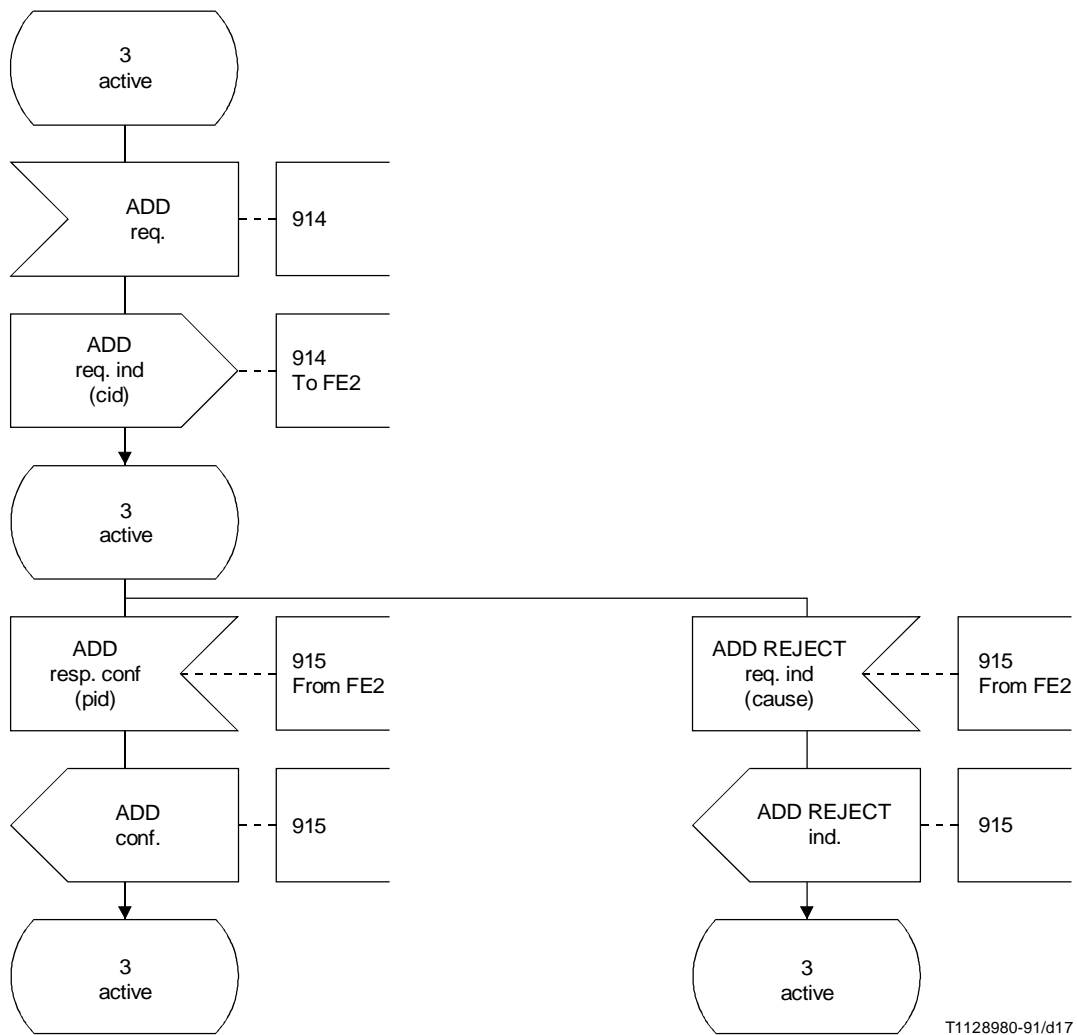 3
active
ADD
req.
914
ADD
req. ind
(cid)
914
To FE2
3
active
ADD
resp. conf
(pid)
915
From FE2
ADD REJECT
req. ind
(cause)
915
From FE2
ADD
conf.
915
ADD REJECT
ind.
915
3
active
3
active
T1128980-91/d17